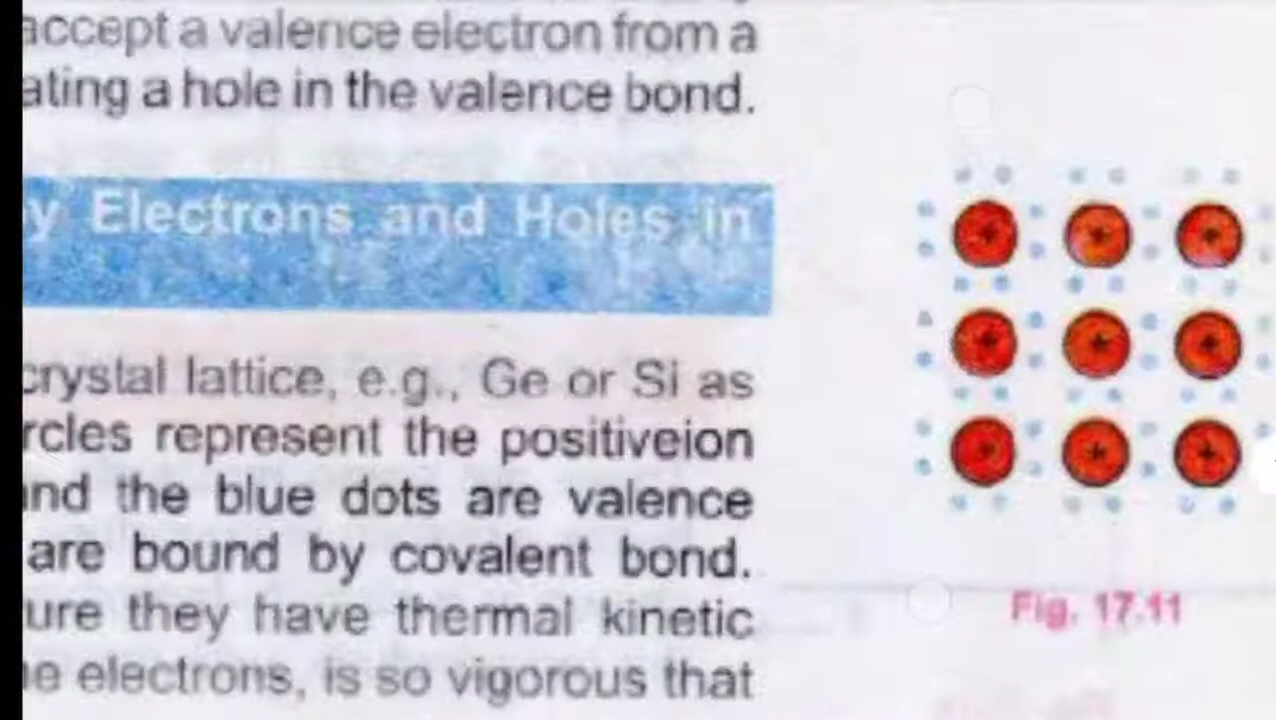 accept a valence electron from a
ating a hole in the valence bond.
y Electrons and Holes in
crystal lattice, e.g., Ge or Si as
rcles represent the positiveion
and the blue dots are valence
are bound by covalent bond.
ure they have thermal kinetic
e electrons, is so vigorous that
Fig. 17.11